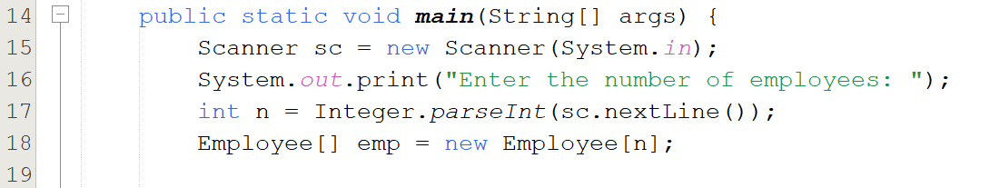 14 public static void main(String[] args) {
15 Scanner sc = new Scanner(System.in);
16 System.out.print("Enter the number of employees: ");
17 int n = Integer.parseInt(sc.nextLine());
18 Employee[] emp = new Employee[n];
19